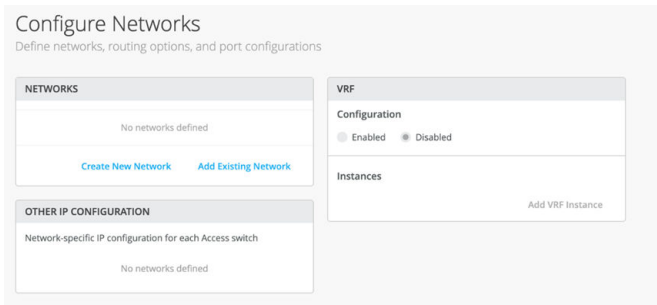 Configure Networks
Define networks, routing options, and port configurations
NETWORKS
No networks defined
Create New Network Add Existing Network
OTHER IP CONFIGURATION
Network-specific IP configuration for each Access switch
No networks defined
VRF
Configuration
Enabled Disabled
Instances
Add VRF Instance